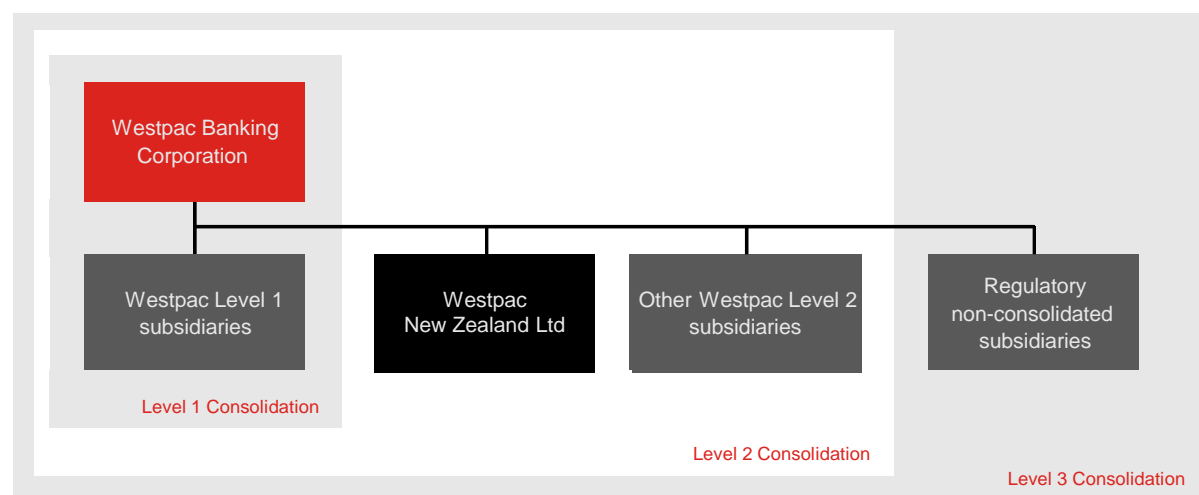 Westpac Banking
Corporation
Westpac Level 1
subsidiaries
Westpac
New Zealand Ltd
Other Westpac Level 2
subsidiaries
Regulatory
non-consolidated
subsidiaries
Level 1 Consolidation
Level 2 Consolidation
Level 3 Consolidation